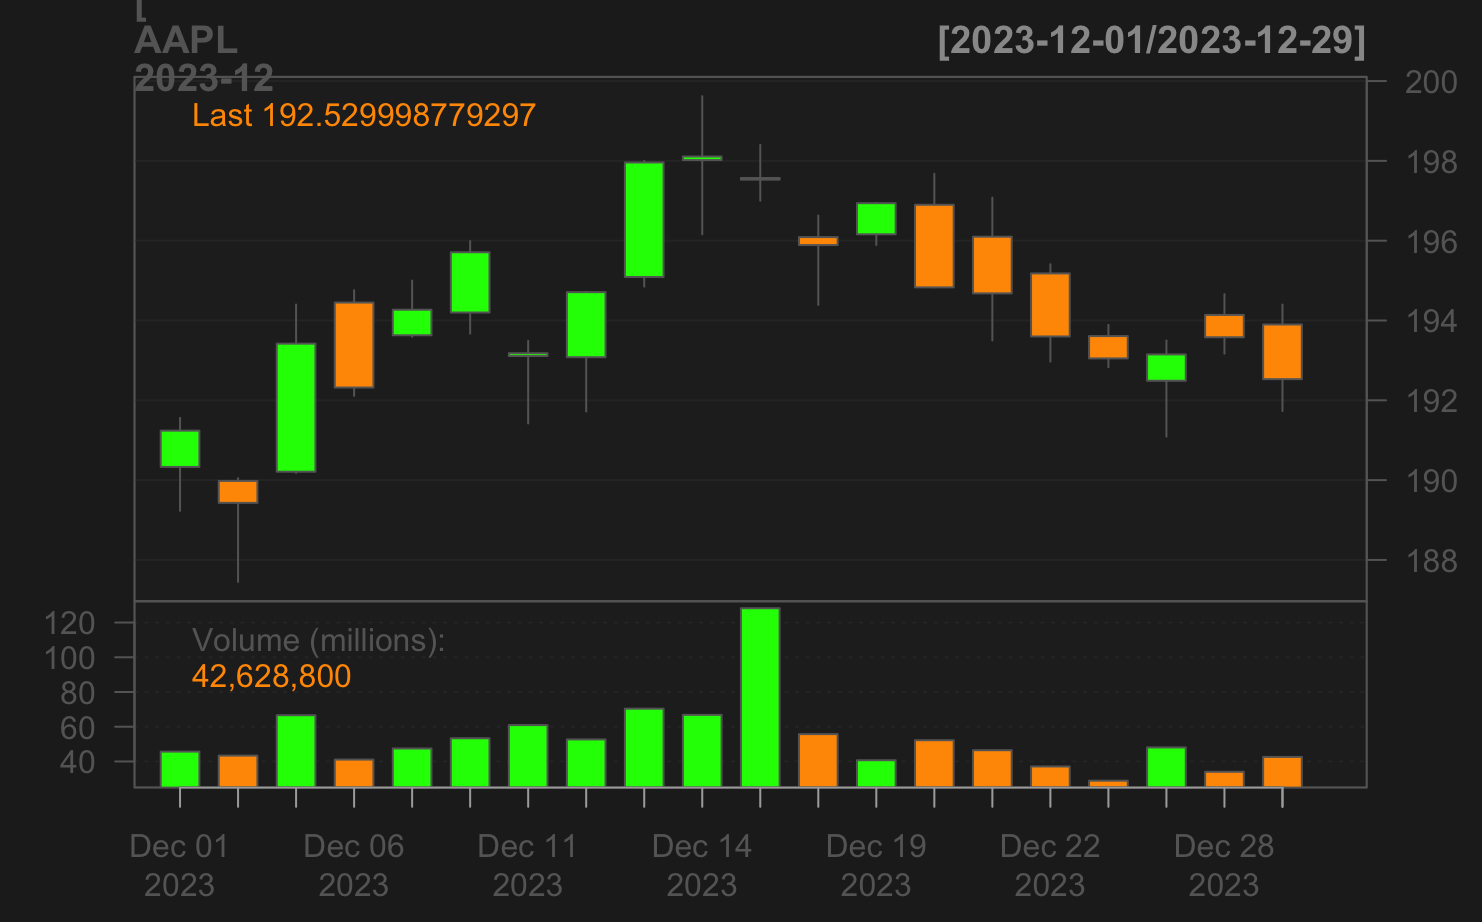 [
AAPL
2023-12
[2023-12-01/2023-12-29]
Last 192.529998779297
200
198
196
194
192
190
188
Volume (millions):
42,628,800
120
100
80
60
40
Dec 01
2023
Dec 06
2023
Dec 11
2023
Dec 14
2023
Dec 19
2023
Dec 22
2023
Dec 28
2023